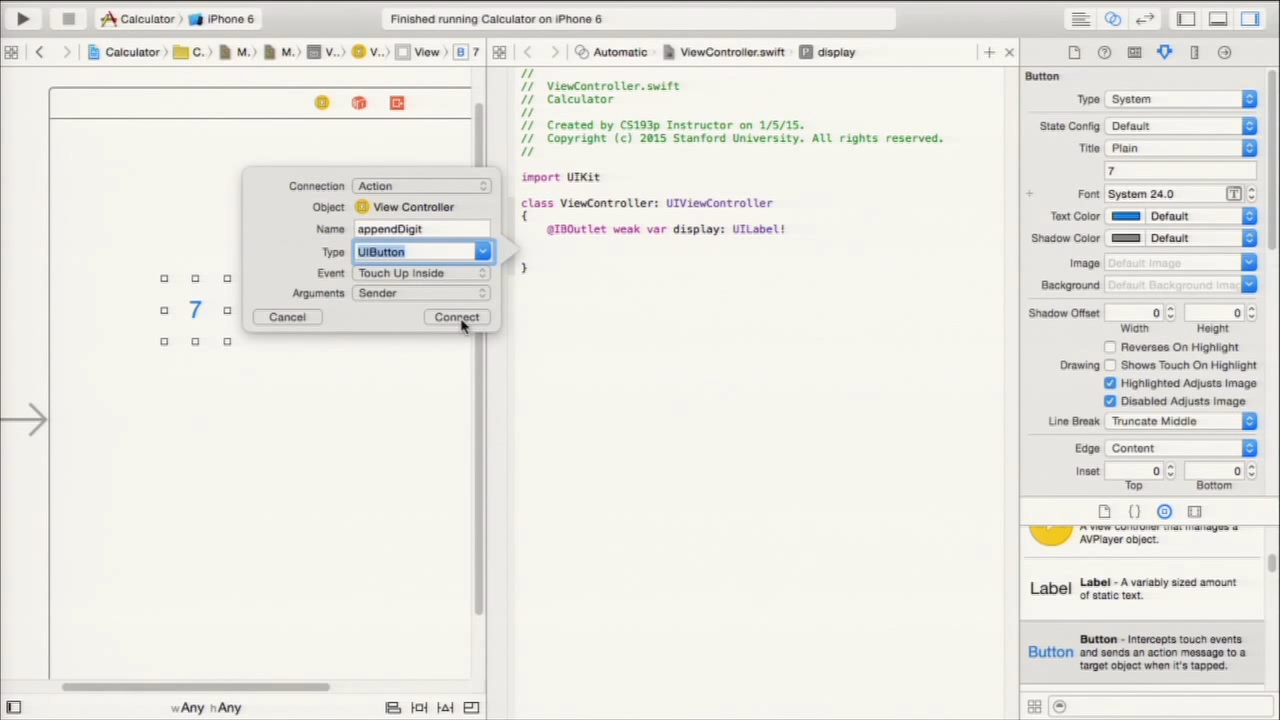 Calculator
iPhone 6
Finished running Calculator on iPhone 6
Calculator
C...
M...
M...
V...
V...
View
B
7
Automatic
ViewController.swift
display
Connection
Action
Object
View Controller
Name
appendDigit
Type
UIButton
Event
Touch Up Inside
Arguments
Sender
Cancel
Connect
7
wAny hAny
//
// ViewController.swift
// Calculator
//
// Created by CS193p Instructor on 1/5/15.
// Copyright (c) 2015 Stanford University. All rights reserved.
//
import UIKit
class ViewController: UIViewController
{
@IBOutlet weak var display: UILabel!
}
Button
Type
System
State Config
Default
Title
Plain
7
Font
System 24.0
T
Text Color
Default
Shadow Color
Default
Image
Default Image
Background
Default Background Imag
Shadow Offset
0
0
Width
Height
Reverses On Highlight
Drawing
Shows Touch On Highlight
Highlighted Adjusts Image
Disabled Adjusts Image
Line Break
Truncate Middle
Edge
Content
Inset
0
0
Top
Bottom
A view controller that manages a
AVPlayer object.
Label
Label - A variably sized amount
of static text.
Button
Button - Intercepts touch events
and sends an action message to a
target object when it's tapped.